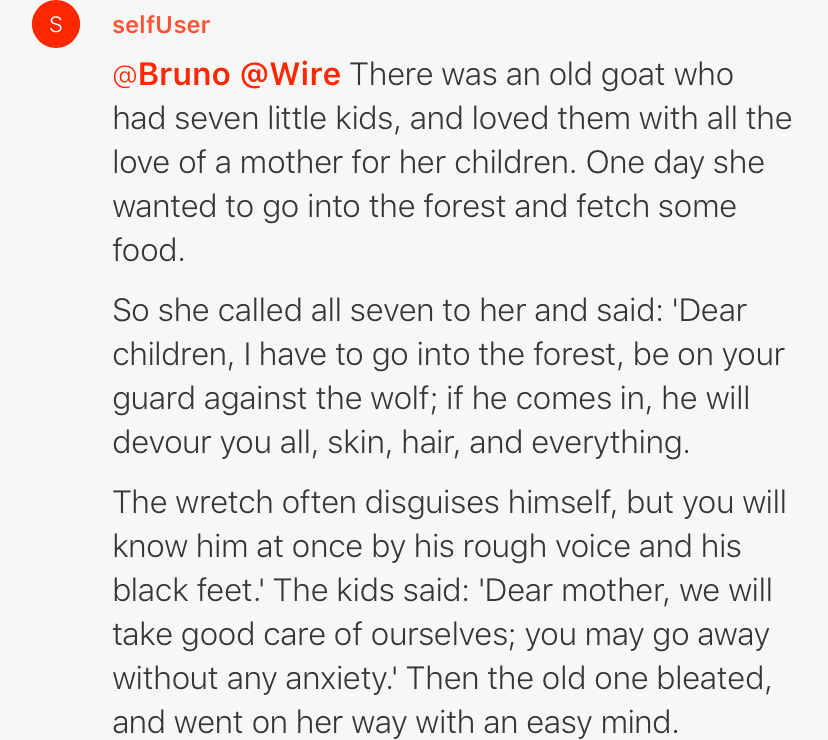 S
selfUser
@Bruno @Wire There was an old goat who
had seven little kids, and loved them with all the
love of a mother for her children. One day she
wanted to go into the forest and fetch some
food.
So she called all seven to her and said: 'Dear
children, I have to go into the forest, be on your
guard against the wolf; if he comes in, he will
devour you all, skin, hair, and everything.
The wretch often disguises himself, but you will
know him at once by his rough voice and his
black feet.' The kids said: 'Dear mother, we will
take good care of ourselves; you may go away
without any anxiety.' Then the old one bleated,
and went on her way with an easy mind.